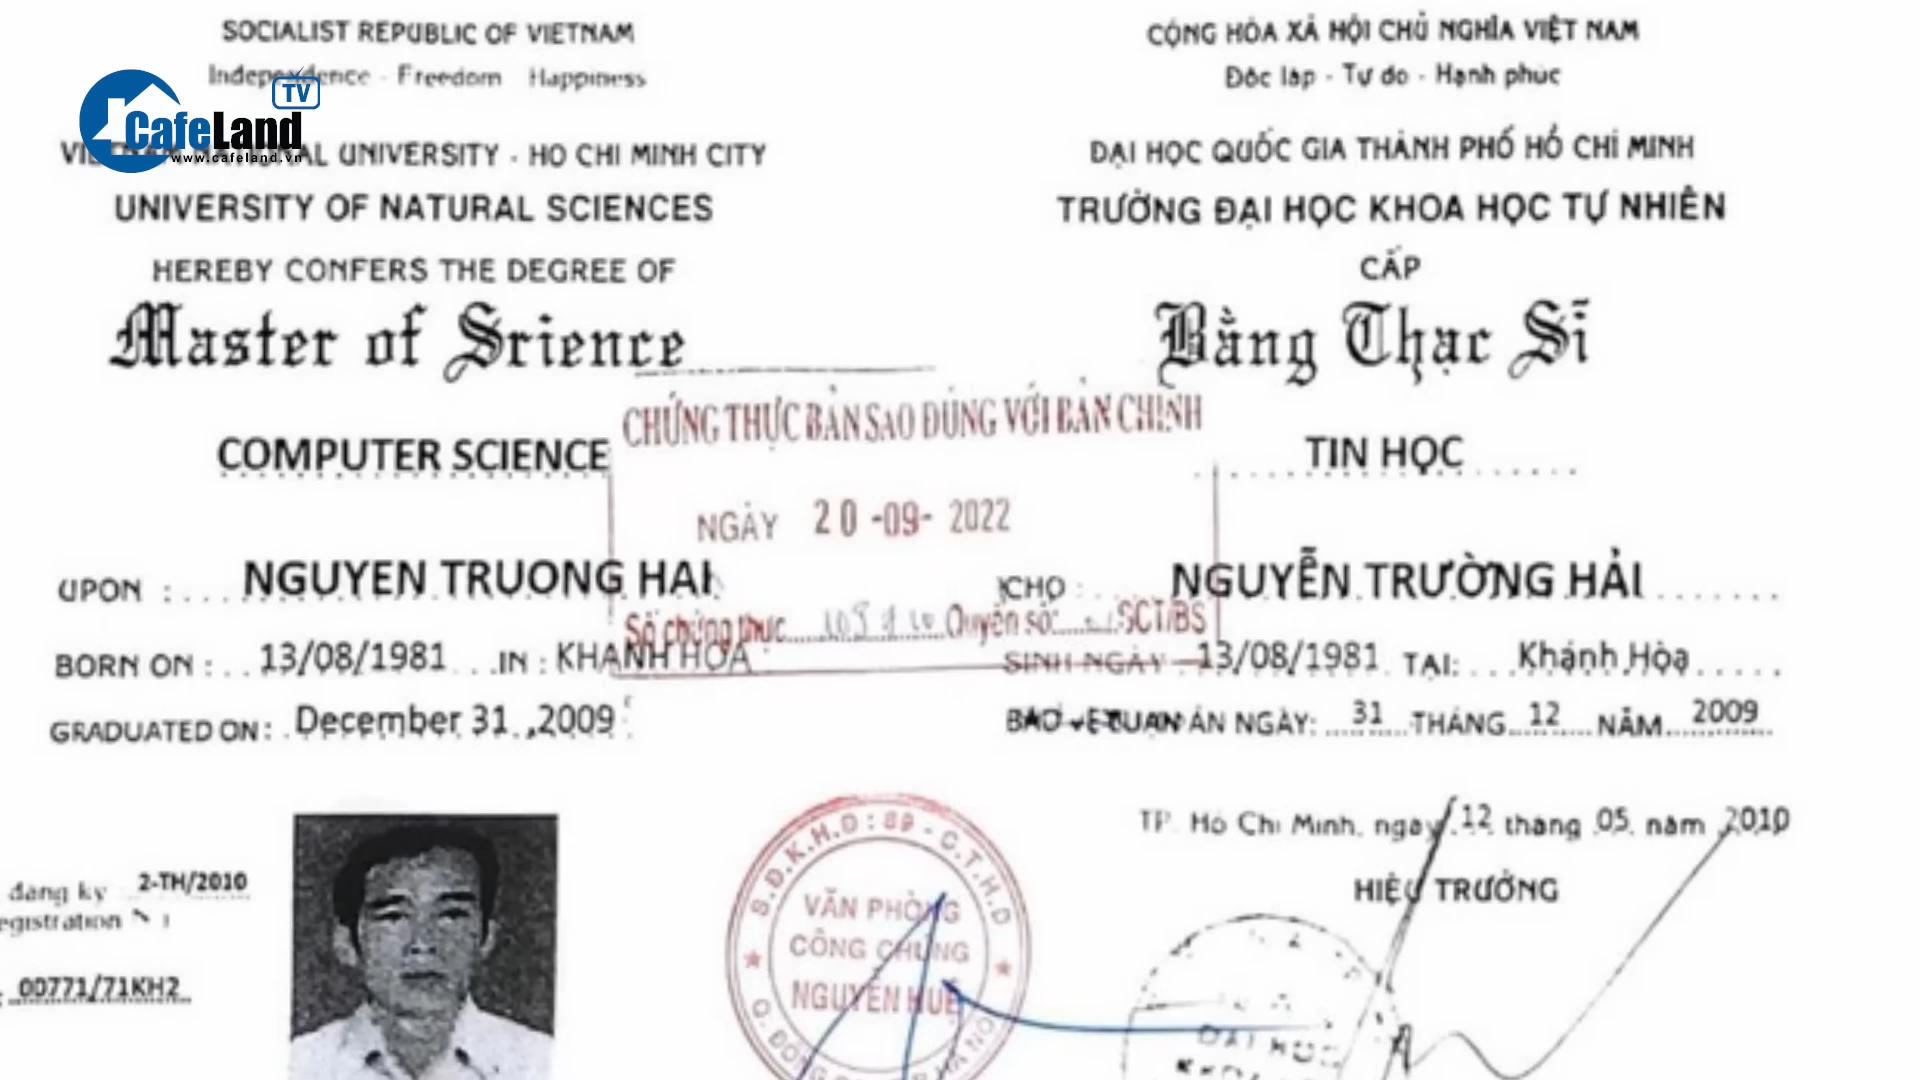 SOCIALIST REPUBLIC OF VIETNAM
Independence - Freedom Happiness
TV
CafeLand
www.cafeland.vn
NATIONAL UNIVERSITY - HO CHI MINH CITY
UNIVERSITY OF NATURAL SCIENCES
HEREBY CONFERS THE DEGREE OF
Master of Science
COMPUTER SCIENCE
UPON : NGUYEN TRUONG HAI
BORN ON : 13/08/1981 IN : KHANH HOA
GRADUATED ON : December 31 ,2009
đăng ký 2-TH/2010
egistration N
00771/71KH2
CỘNG HÒA XÃ HỘI CHỦ NGHĨA VIỆT NAM
Độc lập - Tự do - Hạnh phúc
ĐẠI HỌC QUỐC GIA THÀNH PHỐ HỒ CHÍ MINH
TRƯỜNG ĐẠI HỌC KHOA HỌC TỰ NHIÊN
CẤP
Bằng Thạc Sĩ
TIN HỌC
CHO : NGUYỄN TRƯỜNG HẢI
SINH NGÀY 13/08/1981 TẠI: Khánh Hòa
BẢO VỆ LUẬN ÁN NGÀY: 31 THÁNG 12 NĂM 2009
TP. Hồ Chí Minh, ngày 12 tháng 05 năm 2010
HIỆU TRƯỞNG
ĐẠI HỌC
CHỨNG THỰC BẢN SAO ĐÚNG VỚI BẢN CHÍNH
NGÀY 20 -09- 2022
Số chứng thực Quyển số: SCT/BS
S.Đ.K.H.Đ : 89 - C.T.H.D
VĂN PHÒNG
CÔNG CHỨNG
NGUYỄN HUỆ